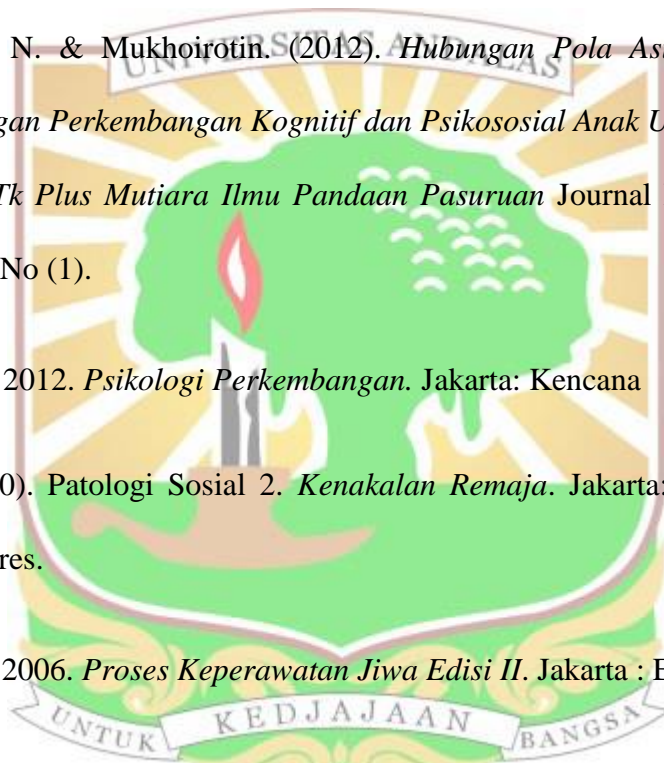 UNIVERSITAS ANDALAS
N. & Mukhoirotin. (2012). Hubungan Pola As
gan Perkembangan Kognitif dan Psikososial Anak U
Tk Plus Mutiara Ilmu Pandaan Pasuruan Journal
No (1).
2012. Psikologi Perkembangan. Jakarta: Kencana
0). Patologi Sosial 2. Kenakalan Remaja. Jakarta:
res.
2006. Proses Keperawatan Jiwa Edisi II. Jakarta : E
UNTUK KEDJAJAAN BANGSA